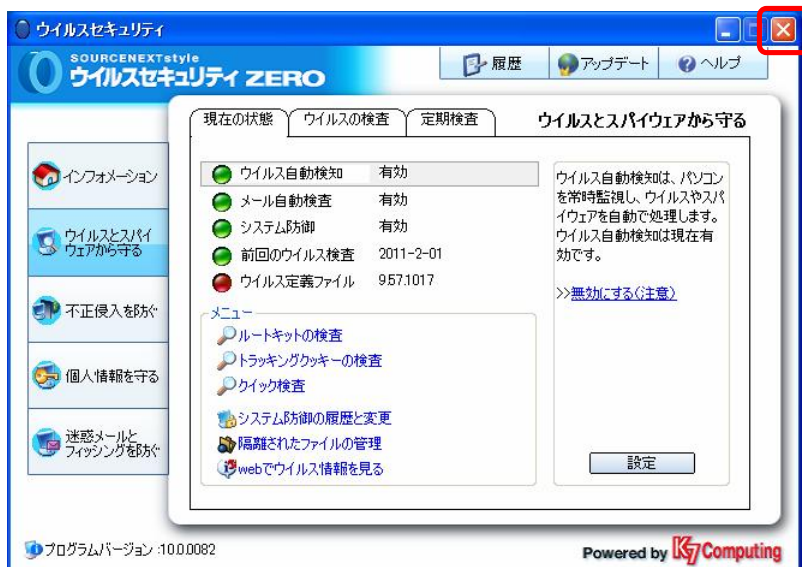 ウイルスセキュリティ
SOURCENEXTstyle
ウイルスセキュリティ ZERO
履歴
アップデート
ヘルプ
現在の状態
ウイルスの検査
定期検査
ウイルスとスパイウェアから守る
インフォメーション
ウイルスとスパイ
ウェアから守る
不正侵入を防ぐ
個人情報を守る
迷惑メールと
フィッシングを防ぐ
ウイルス自動検知 有効
メール自動検査 有効
システム防御 有効
前回のウイルス検査 2011-2-01
ウイルス定義ファイル 9.57.1017
メニュー
ルートキットの検査
トラッキングクッキーの検査
クイック検査
システム防御の履歴と変更
隔離されたファイルの管理
webでウイルス情報を見る
ウイルス自動検知は、パソコン
を常時監視し、ウイルスやスパ
イウェアを自動で処理します。
ウイルス自動検知は現在有
効です。
>>無効にする(注意)
設定
プログラムバージョン :10.0.0082
Powered by K7 Computing